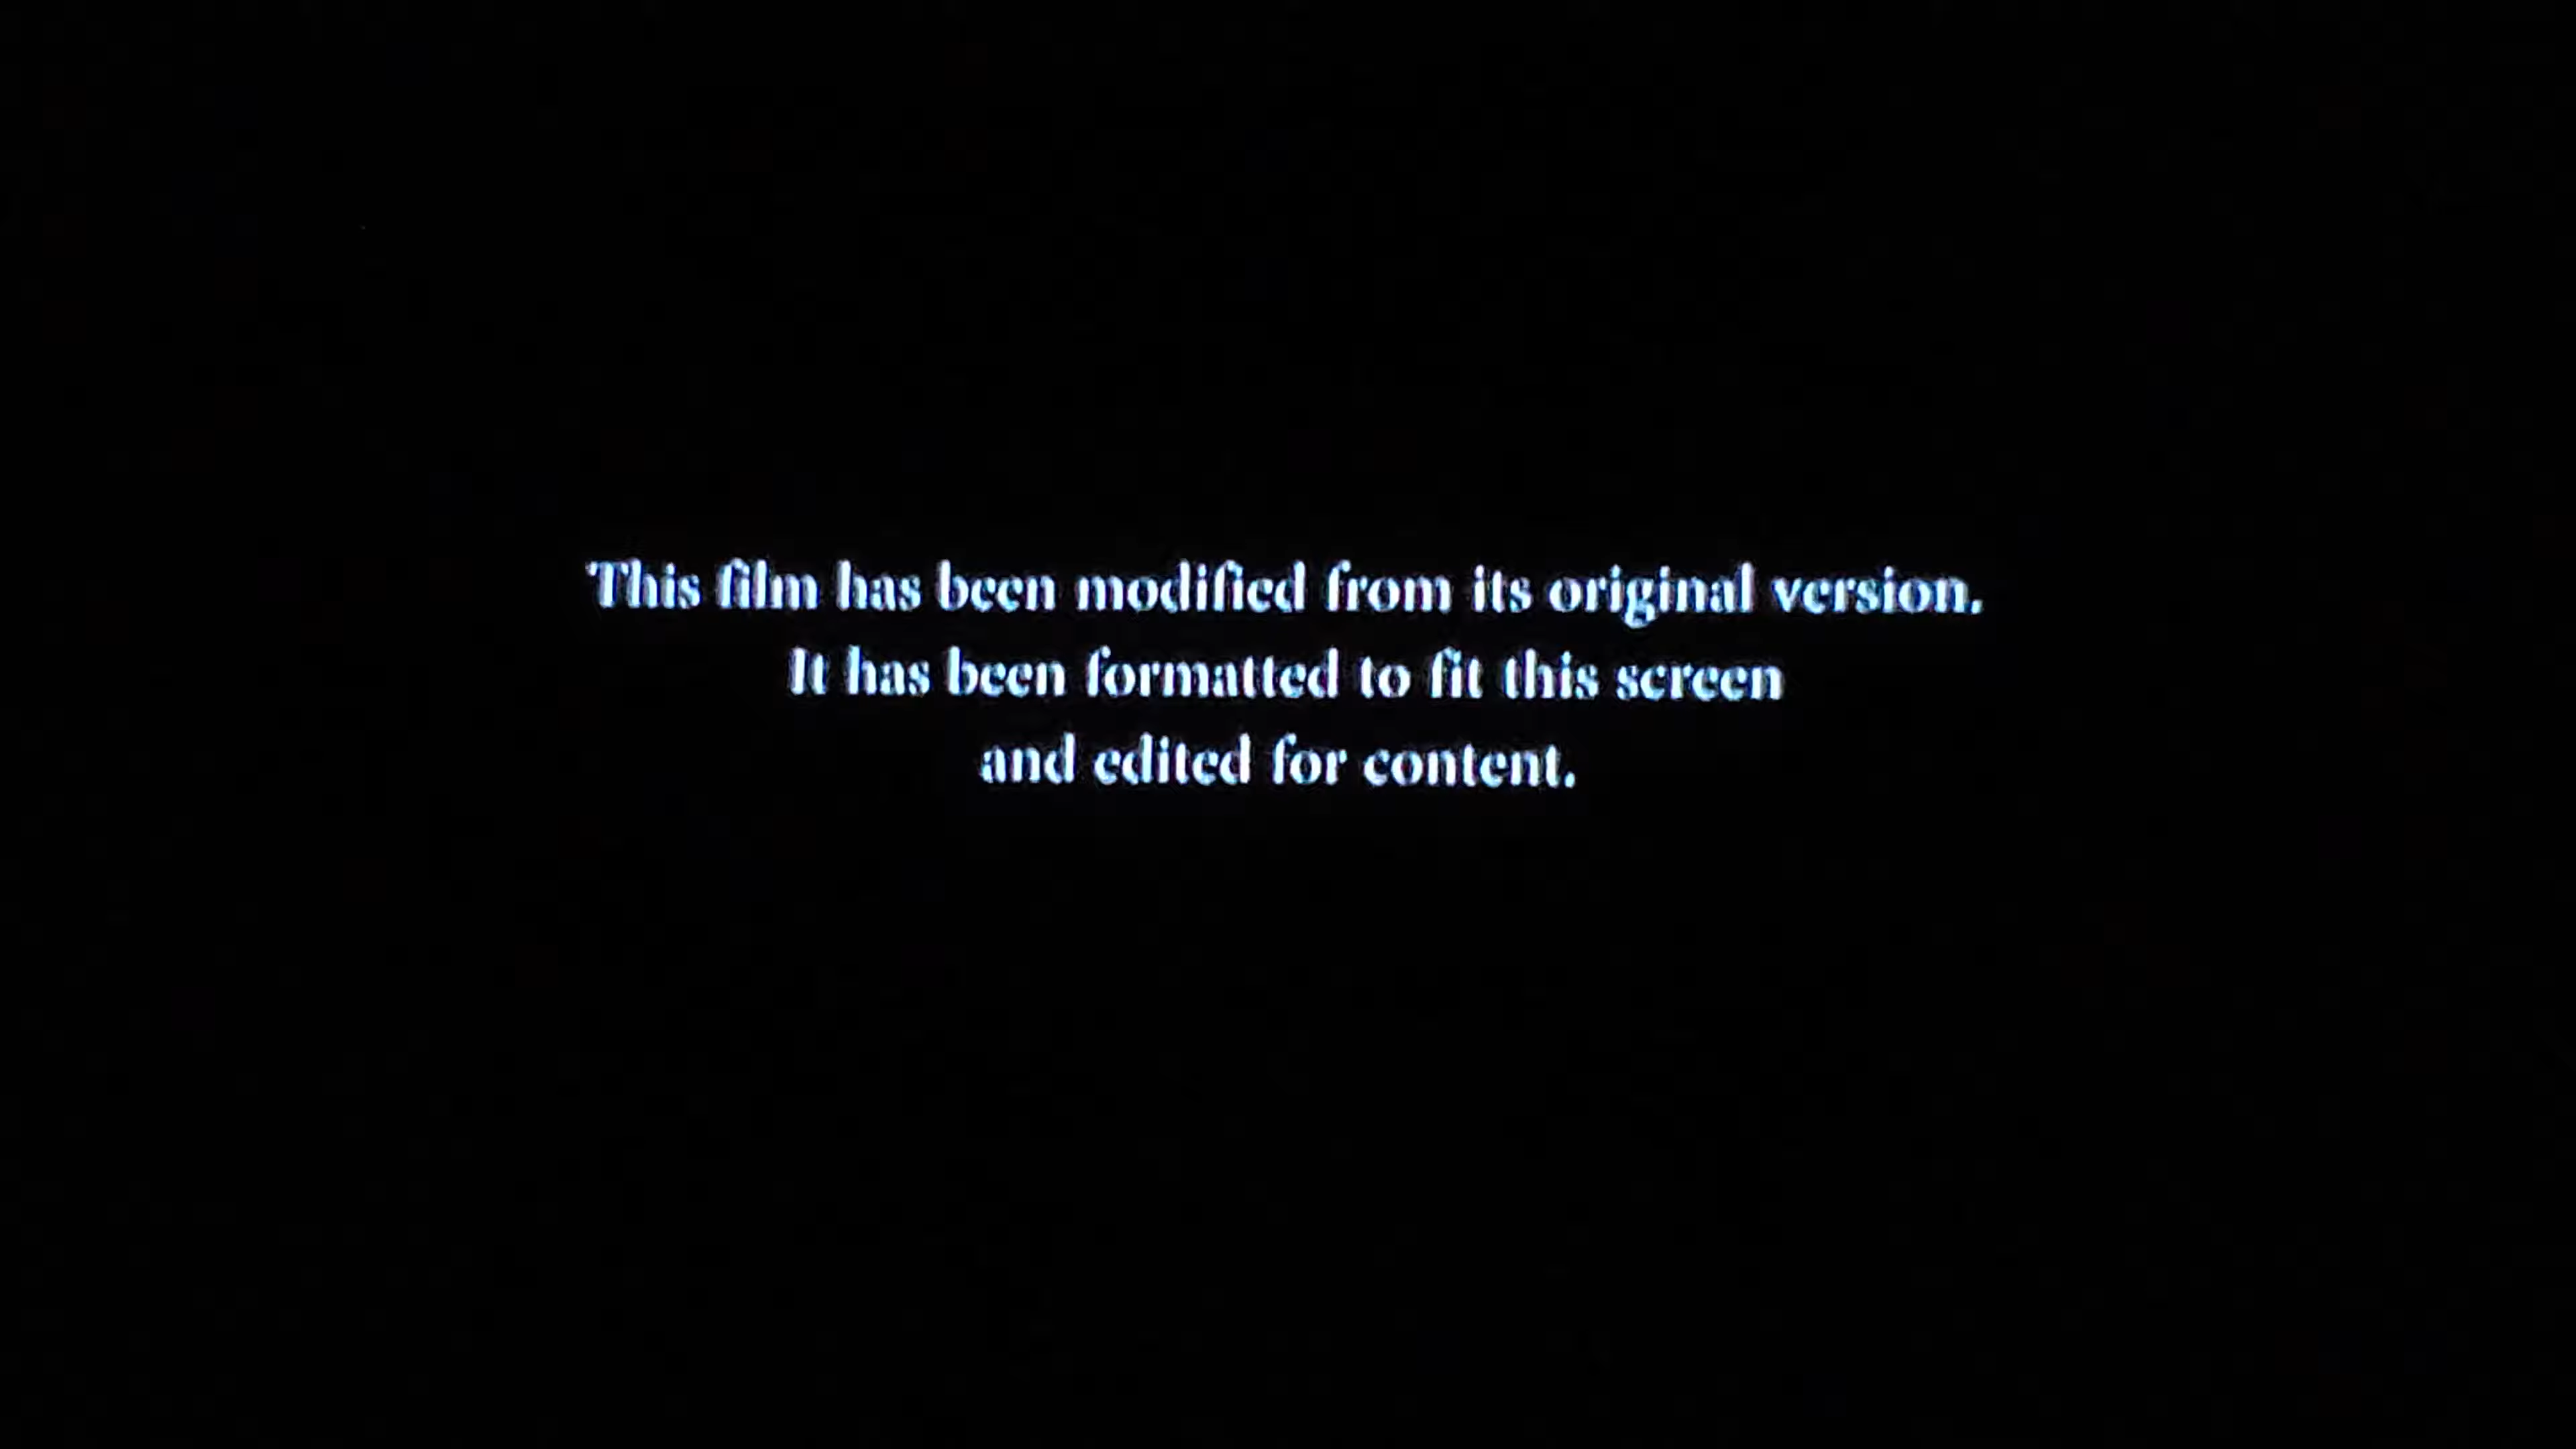 This film has been modified from its original version.
It has been formatted to fit this screen
and edited for content.